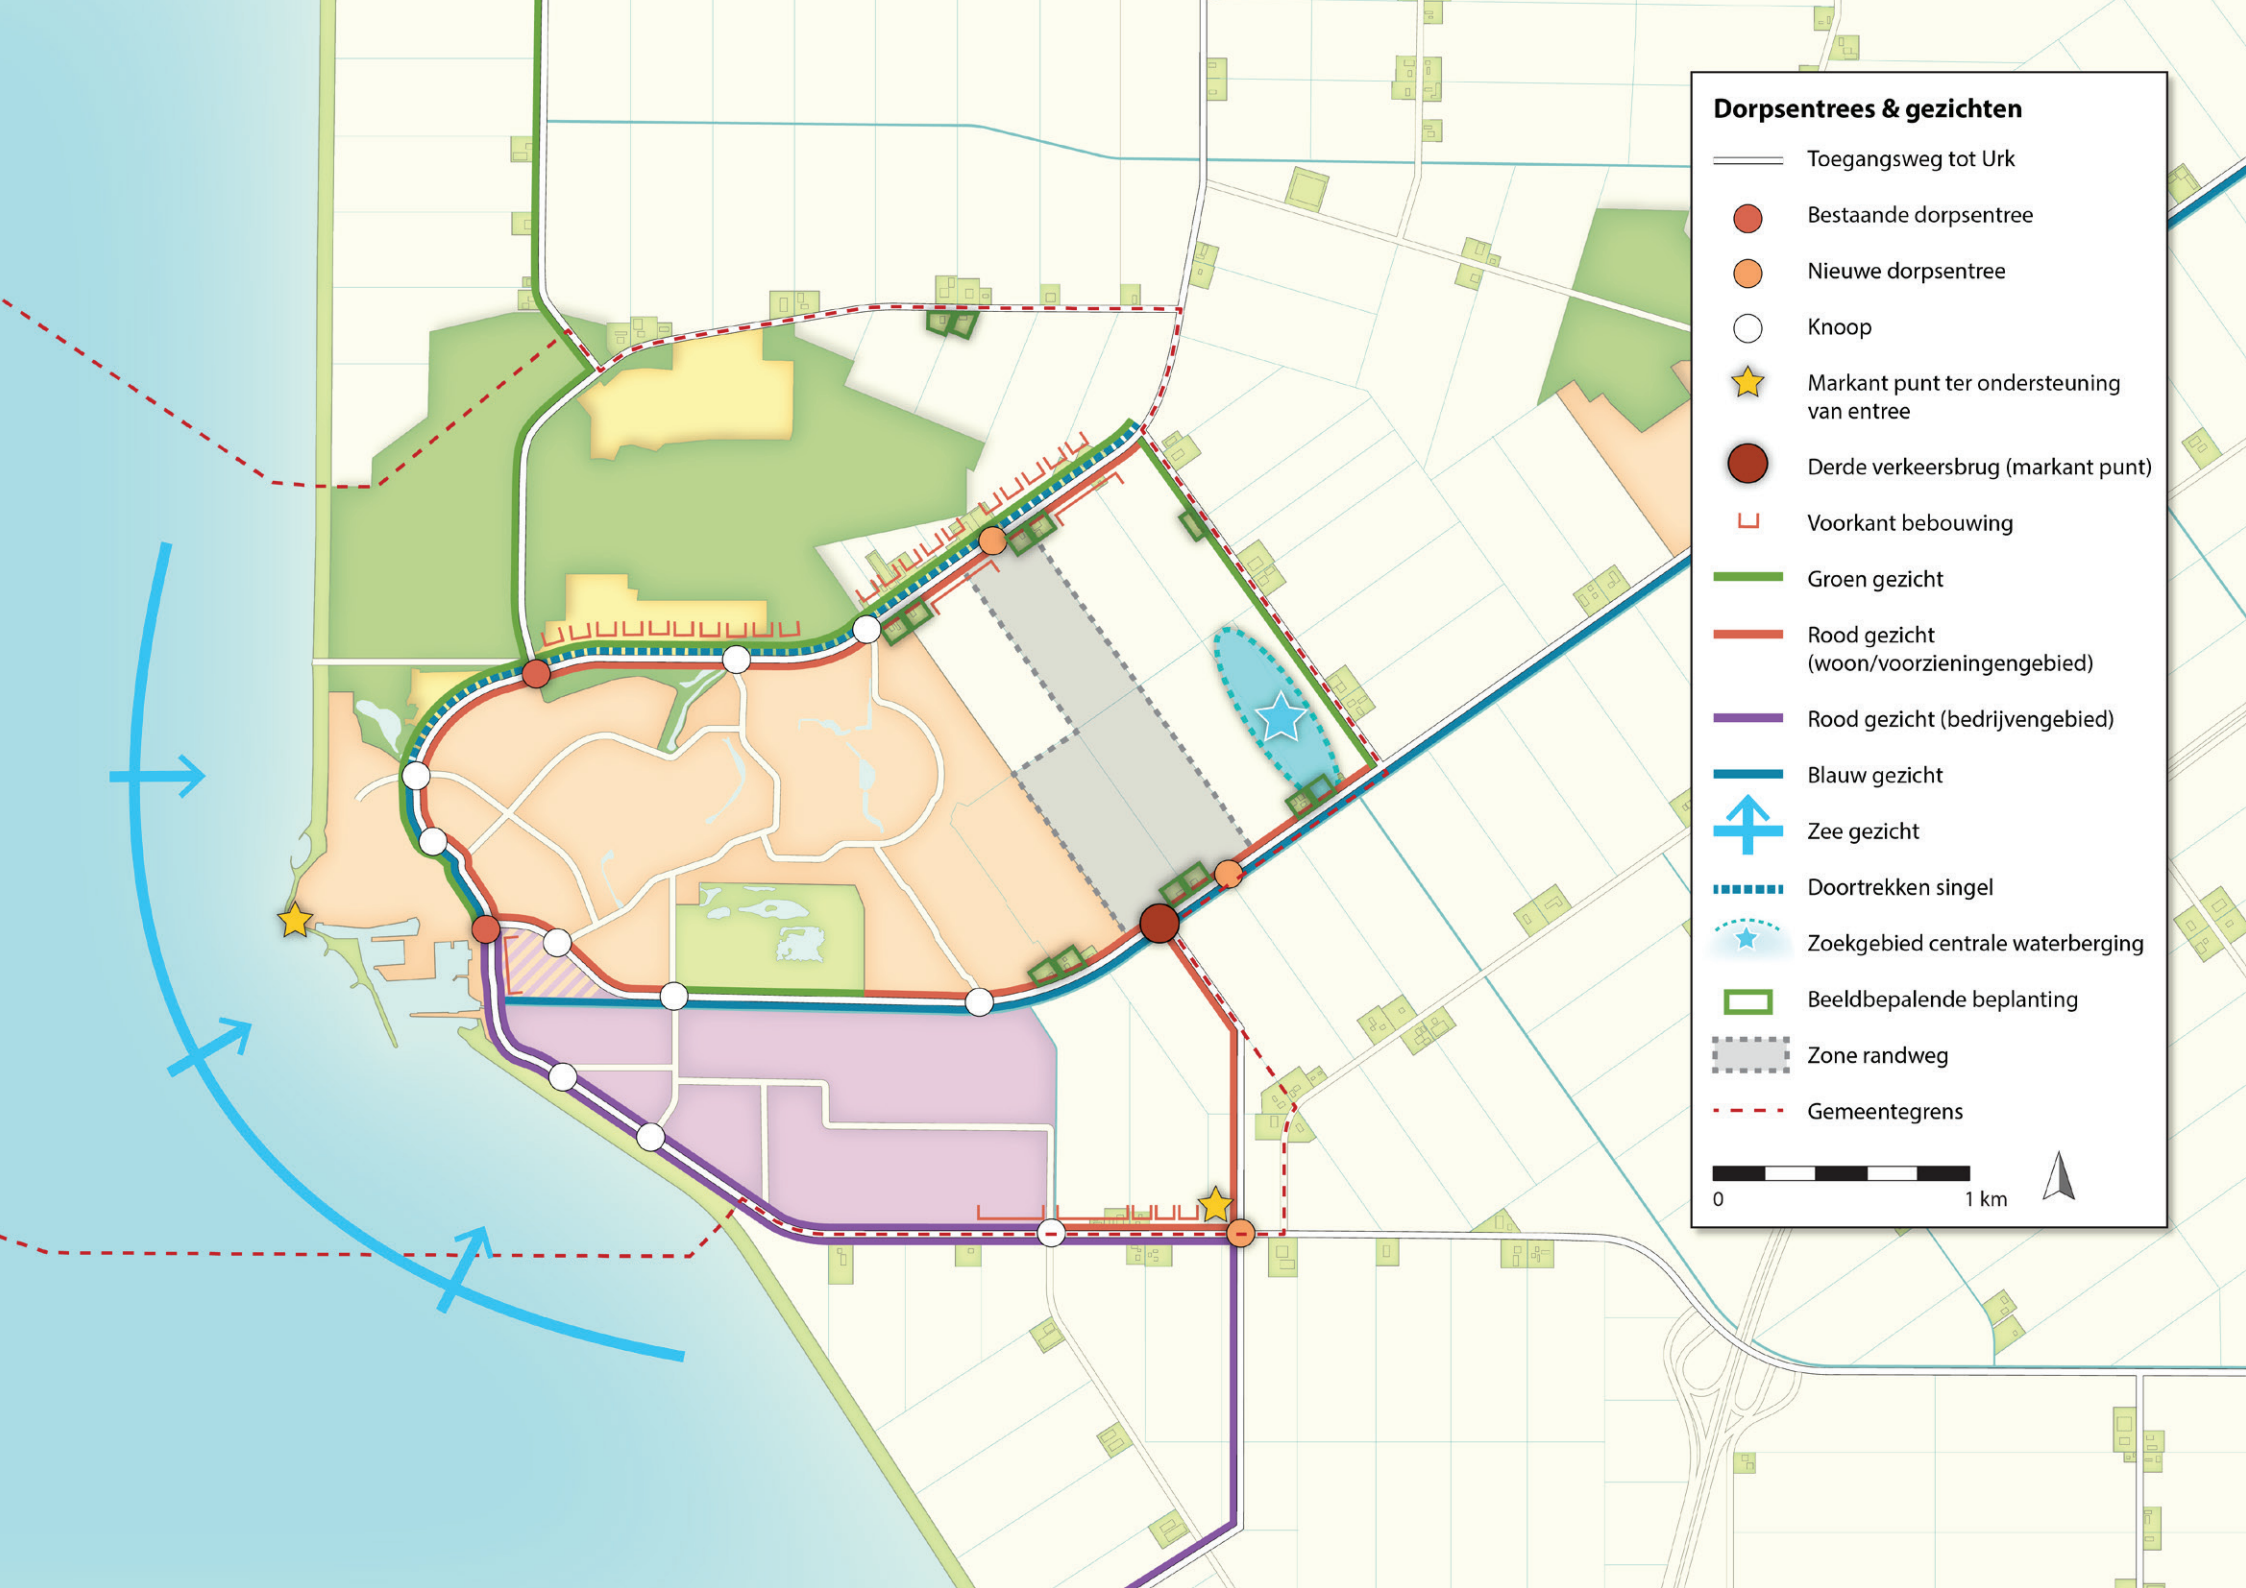 Dorpsentrees & gezichten
Toegangsweg tot Urk
Bestaande dorpsentree
Nieuwe dorpsentree
Knoop
Markant punt ter ondersteuning
van entree
Derde verkeersbrug (markant punt)
Voorkant bebouwing
Groen gezicht
Rood gezicht
(woon/voorzieningengebied)
Rood gezicht (bedrijvengebied)
Blauw gezicht
Zee gezicht
Doortrekken singel
Zoekgebied centrale waterberging
Beeldbepalende beplanting
Zone randweg
Gemeentegrens
0 1 km